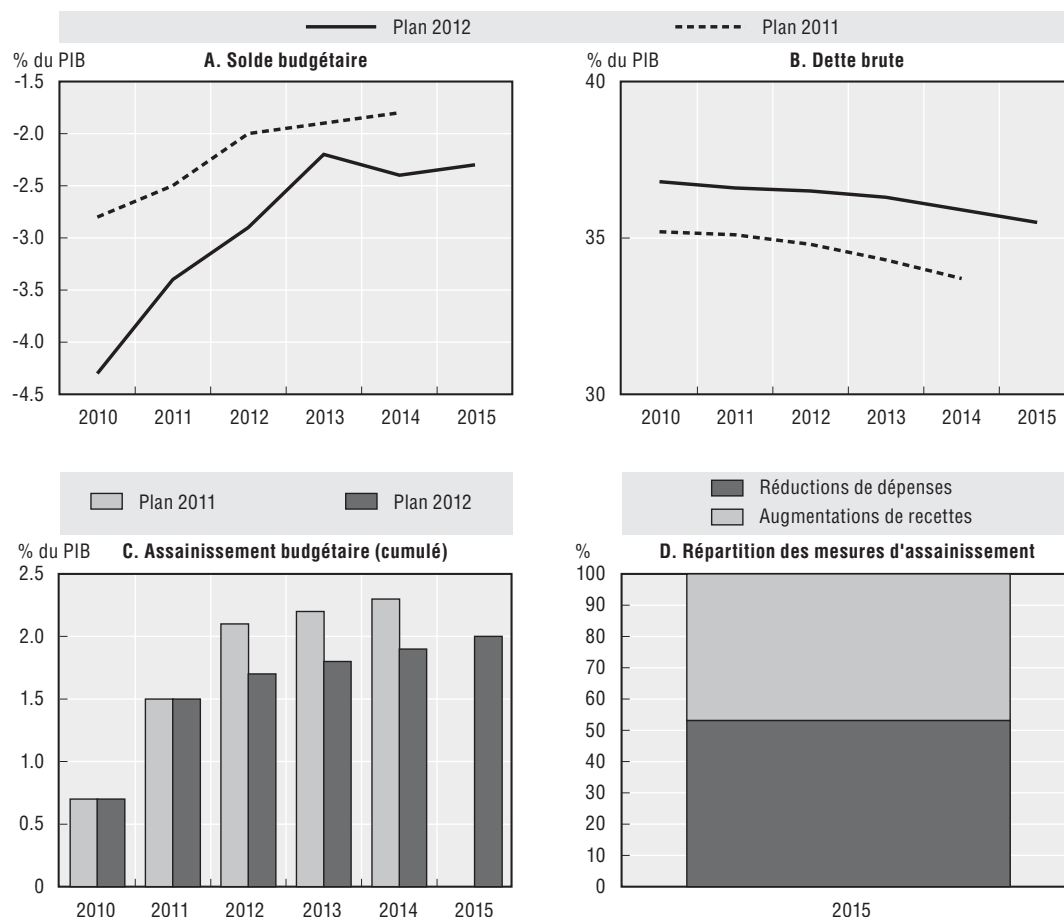 Plan 2012 Plan 2011
% du PIB A. Solde budgétaire
-1.5
-2.0
-2.5
-3.0
-3.5
-4.0
-4.5
2010 2011 2012 2013 2014 2015
% du PIB B. Dette brute
40
35
30
2010 2011 2012 2013 2014 2015
Plan 2011 Plan 2012
% du PIB C. Assainissement budgétaire (cumulé)
2.5
2.0
1.5
1.0
0.5
0
2010 2011 2012 2013 2014 2015
Réductions de dépenses
Augmentations de recettes
% D. Répartition des mesures d'assainissement
100
90
80
70
60
50
40
30
20
10
0
2015